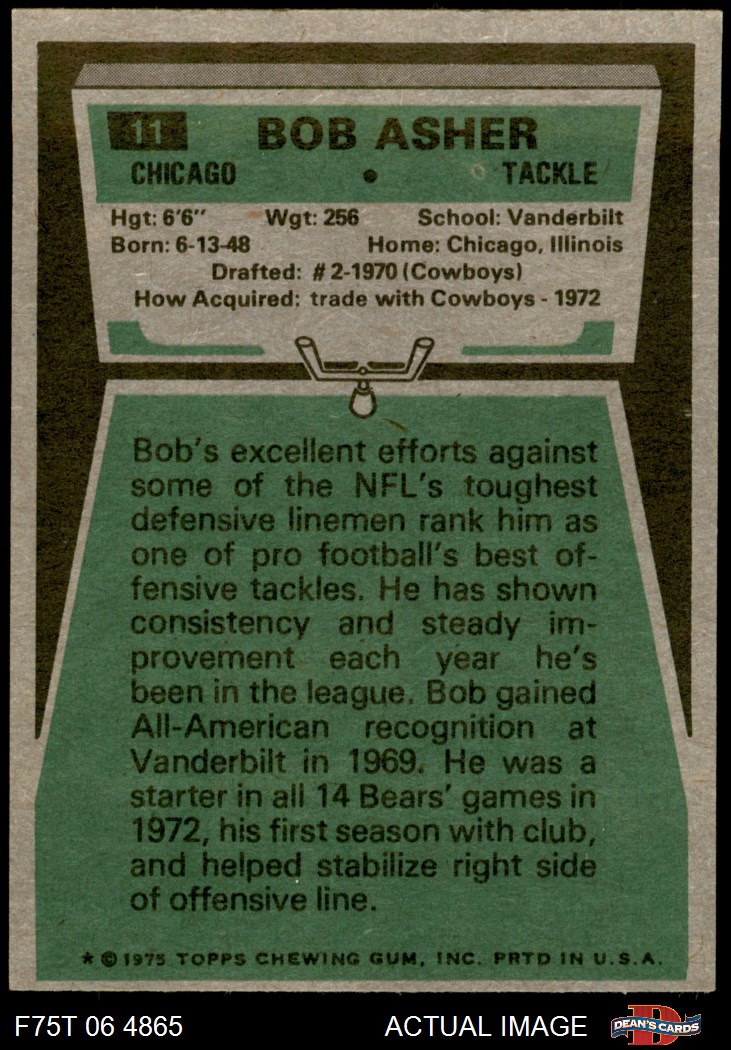 11 BOB ASHER
CHICAGO • TACKLE
Hgt: 6'6" Wgt: 256 School: Vanderbilt
Born: 6-13-48 Home: Chicago, Illinois
Drafted: #2-1970 (Cowboys)
How Acquired: trade with Cowboys - 1972
Bob's excellent efforts against
some of the NFL's toughest
defensive linemen rank him as
one of pro football's best of-
fensive tackles. He has shown
consistency and steady im-
provement each year he's
been in the league. Bob gained
All-American recognition at
Vanderbilt in 1969. He was a
starter in all 14 Bears' games in
1972, his first season with club,
and helped stabilize right side
of offensive line.
* © 1975 TOPPS CHEWING GUM, INC. PRTD IN U.S.A.
F75T 06 4865 ACTUAL IMAGE D DEAN'S CARDS